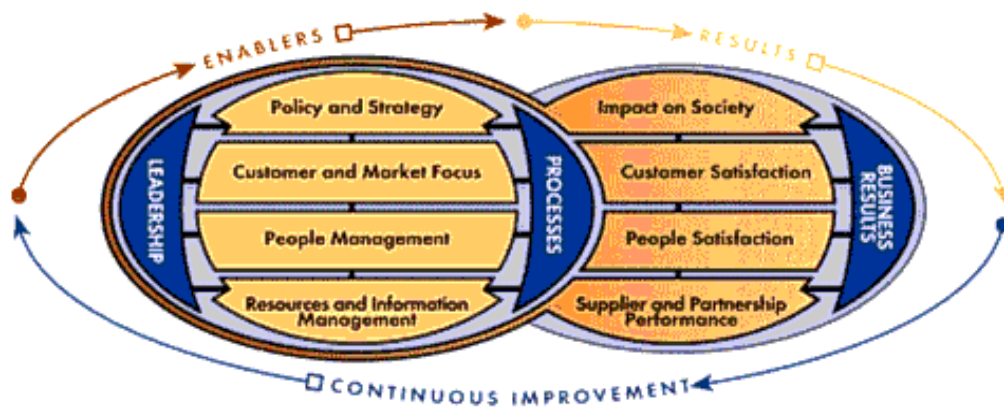 ENABLERS
RESULTS
Policy and Strategy
Impact on Society
LEADERSHIP
Customer and Market Focus
PROCESSES
Customer Satisfaction
BUSINESS
RESULTS
People Management
People Satisfaction
Resources and Information
Management
Supplier and Partnership
Performance
CONTINUOUS IMPROVEMENT